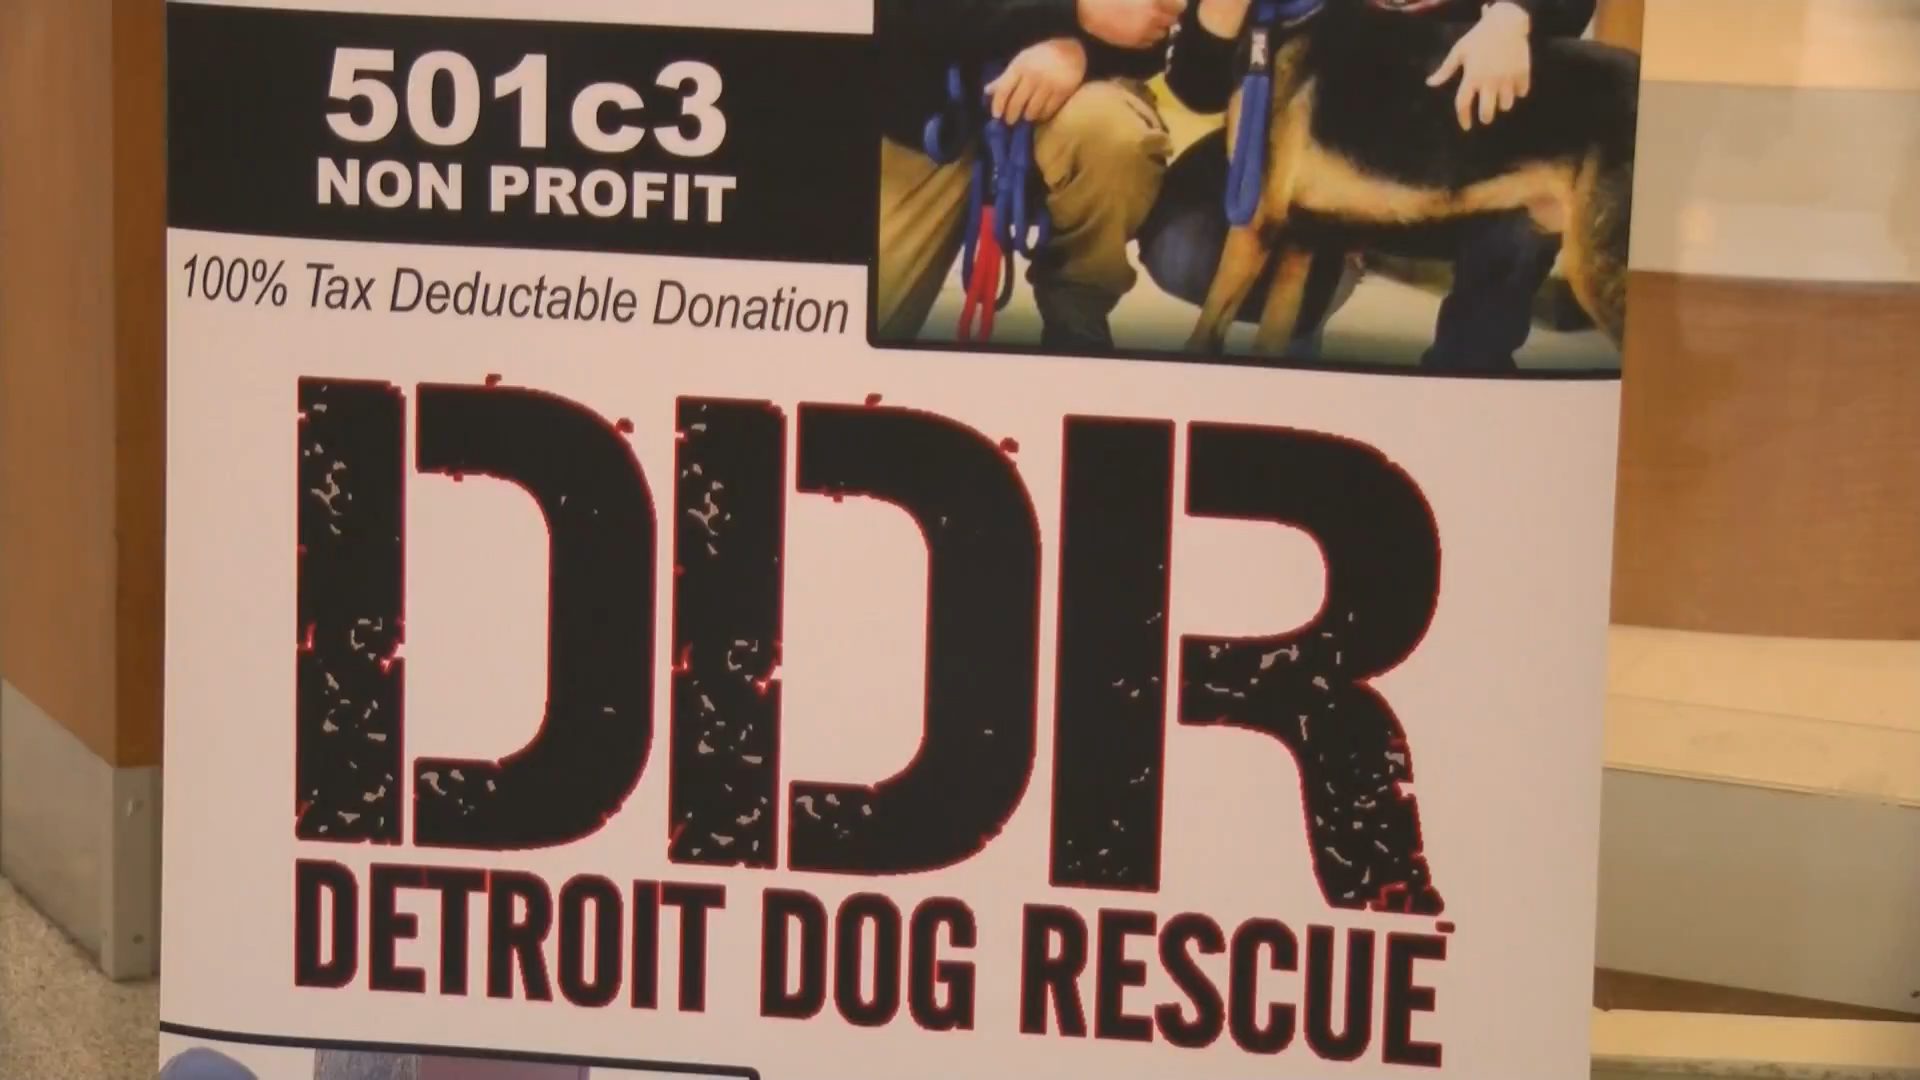 501c3
NON PROFIT
100% Tax Deductable Donation
DDR
DETROIT DOG RESCUE